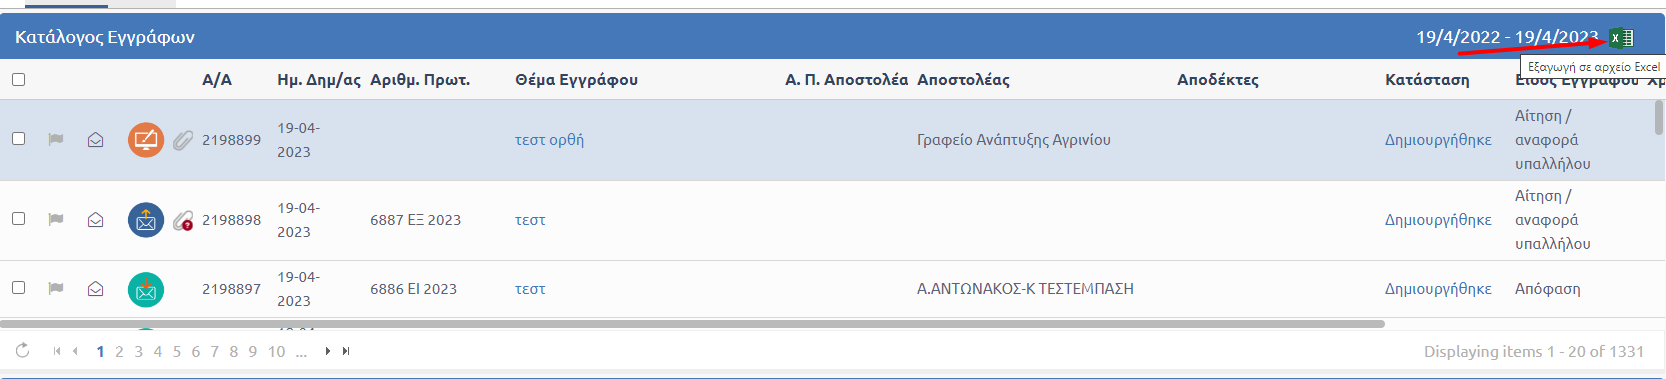 Κατάλογος Εγγράφων
19/4/2022 - 19/4/2023
Εξαγωγή σε αρχείο Excel
Α/Α Ημ. Δημ/ας Αριθμ. Πρωτ. Θέμα Εγγράφου Α. Π. Αποστολέα Αποστολέας Αποδέκτες Κατάσταση Είδος Εγγράφου
2198899 19-04-2023 τεστ ορθή Γραφείο Ανάπτυξης Αγρινίου Δημιουργήθηκε Αίτηση / αναφορά υπαλλήλου
2198898 19-04-2023 6887 ΕΞ 2023 τεστ Δημιουργήθηκε Αίτηση / αναφορά υπαλλήλου
2198897 19-04-2023 6886 ΕΙ 2023 τεστ Α.ΑΝΤΩΝΑΚΟΣ-Κ ΤΕΣΤΕΜΠΑΣΗ Δημιουργήθηκε Απόφαση
1 2 3 4 5 6 7 8 9 10 ...
Displaying items 1 - 20 of 1331